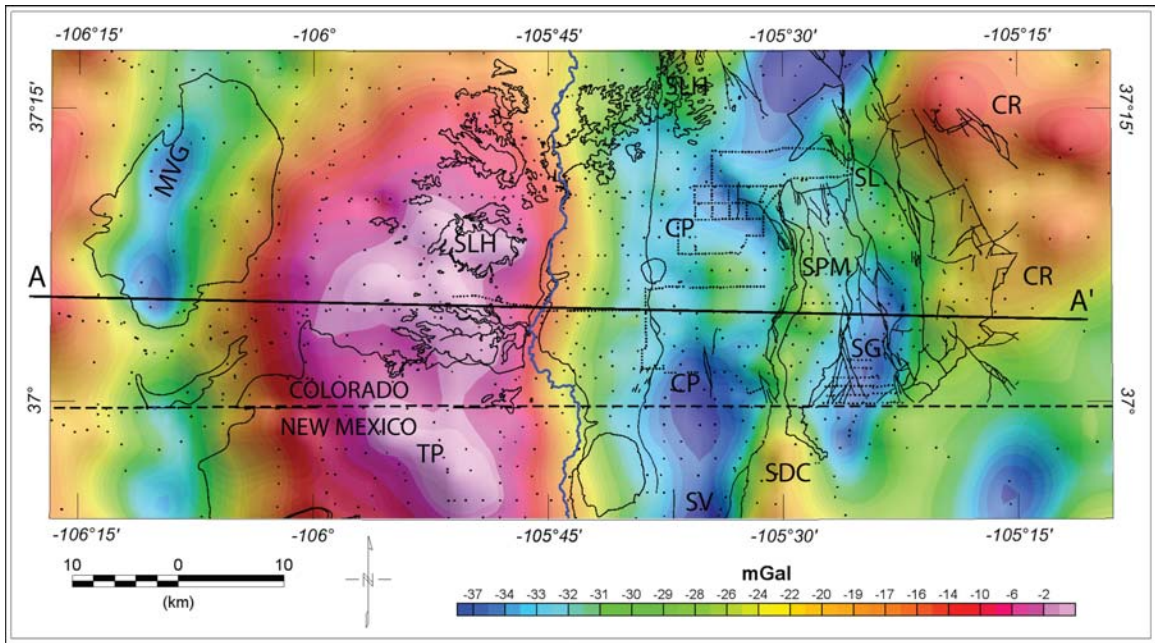 -106°15' -106° -105°45' -105°30' -105°15'
37°15' 37°15'
SLH
CR
MVG
SL
CP
SLH
SPM
CR
A A'
SG
CP
COLORADO
37° 37°
NEW MEXICO
TP
SDC
SV
-106°15' -106° -105°45' -105°30' -105°15'
10 0 10
(km)
N
mGal
-37 -34 -33 -32 -31 -29 -28 -26 -24 -22 -20 -19 -17 -16 -14 -10 -6 -2